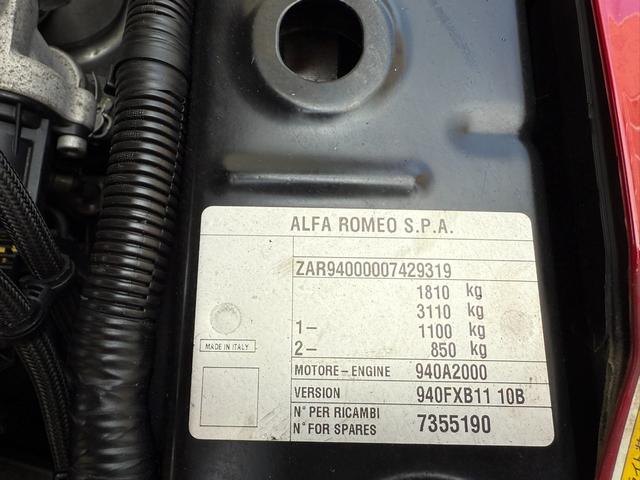 ALFA ROMEO S.P.A.
ZAR94000007429319
1810 kg
3110 kg
1– 1100 kg
2– 850 kg
MADE IN ITALY
MOTORE – ENGINE 940A2000
VERSION 940FXB11 10B
N° PER RICAMBI
N° FOR SPARES 7355190